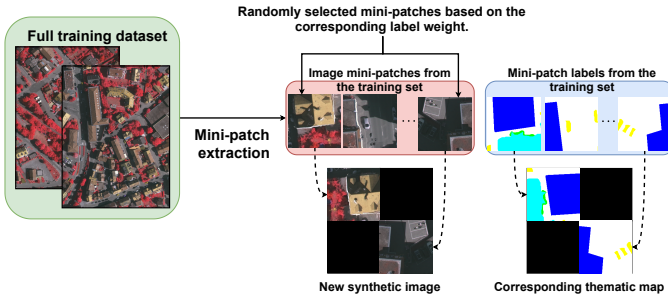 Randomly selected mini-patches based on the
corresponding label weight.
Full training dataset
Image mini-patches from
the training set
Mini-patch labels from the
training set
Mini-patch
extraction
...
...
New synthetic image
Corresponding thematic map